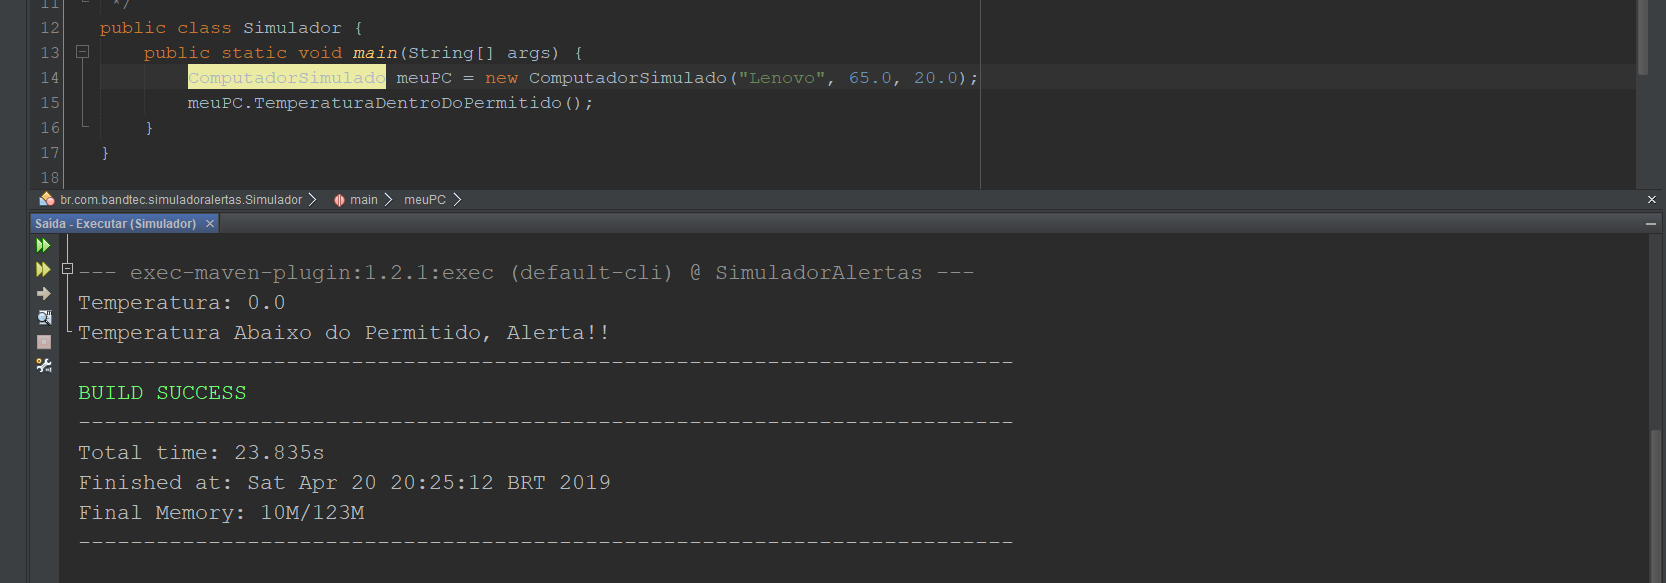 11 */
12 public class Simulador {
13 public static void main(String[] args) {
14 ComputadorSimulado meuPC = new ComputadorSimulado("Lenovo", 65.0, 20.0);
15 meuPC.TemperaturaDentroDoPermitido();
16 }
17 }
18
br.com.bandtec.simuladoralertas.Simulador main meuPC
Saída - Executar (Simulador)
--- exec-maven-plugin:1.2.1:exec (default-cli) @ SimuladorAlertas ---
Temperatura: 0.0
Temperatura Abaixo do Permitido, Alerta!!
------------------------------------------------------------------------
BUILD SUCCESS
------------------------------------------------------------------------
Total time: 23.835s
Finished at: Sat Apr 20 20:25:12 BRT 2019
Final Memory: 10M/123M
------------------------------------------------------------------------